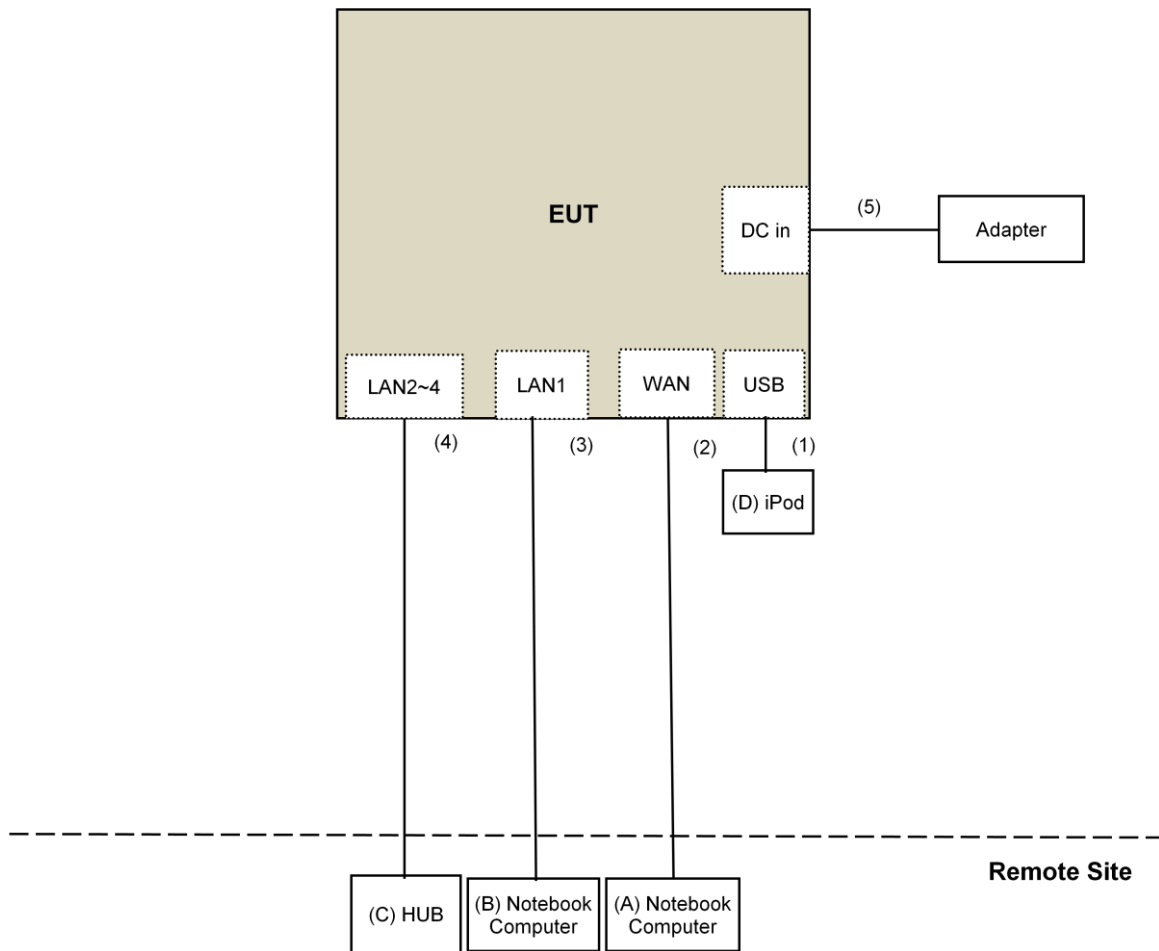 EUT
DC in
(5)
Adapter
LAN2~4
LAN1
WAN
USB
(4)
(3)
(2)
(1)
(D) iPod
Remote Site
(C) HUB
(B) Notebook
Computer
(A) Notebook
Computer